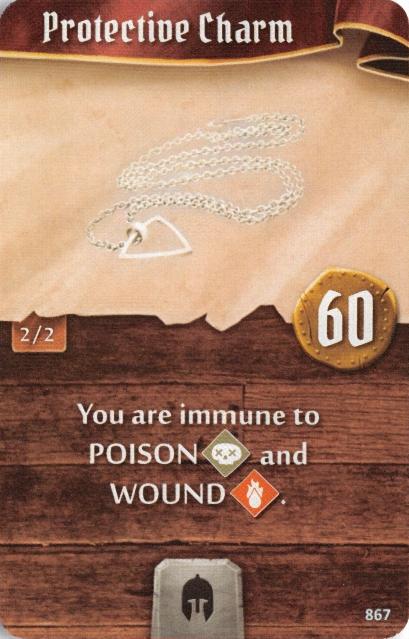 Protective Charm
60
2/2
You are immune to
POISON and
WOUND .
867